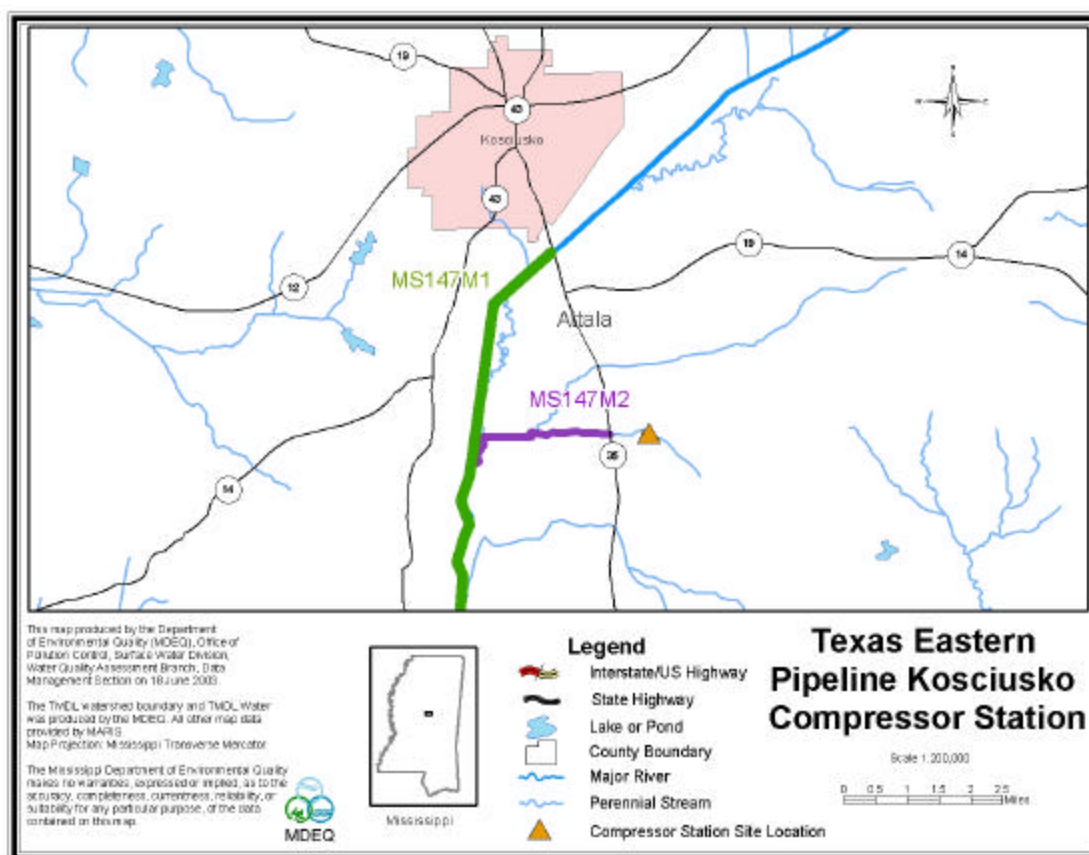 19
43
Kosciusko
43
19
14
MS147M1
12
Attala
MS147M2
35
14
This map produced by the Department
of Environmental Quality (MDEQ), Office of
Pollution Control, Surface Water Division,
Water Quality Assessment Branch, Data
Management Section on 18 June 2003.
The TMDL watershed boundary and TMDL Water
was produced by the MDEQ. All other map data
provided by MARIS
Map Projection: Mississippi Transverse Mercator
The Mississippi Department of Environmental Quality
makes no warranties, expressed or implied, as to the
accuracy, completeness, currentness, reliability, or
suitability for any particular purpose, of the data
contained on this map.
MDEQ
Mississippi
Legend
Interstate/US Highway
State Highway
Lake or Pond
County Boundary
Major River
Perennial Stream
Compressor Station Site Location
Texas Eastern
Pipeline Kosciusko
Compressor Station
Scale 1:200,000
0 0.5 1 1.5 2 2.5
Miles